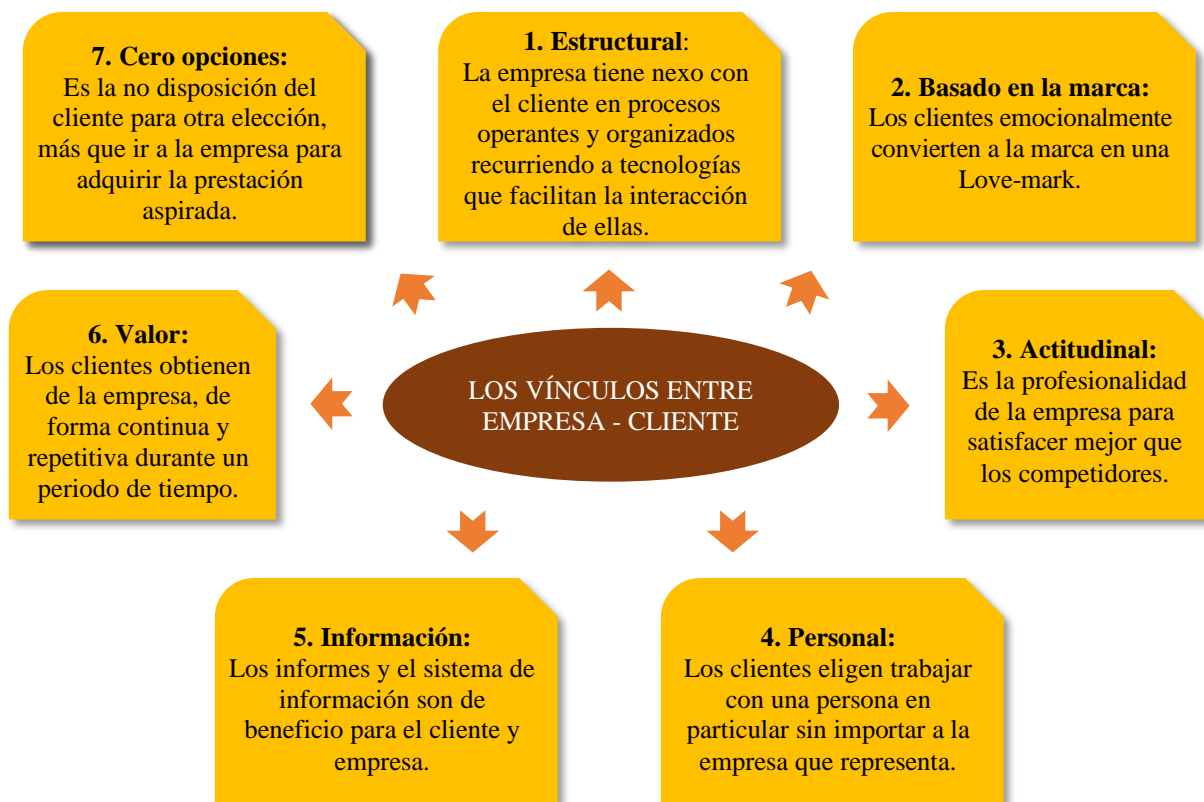 7. Cero opciones:
Es la no disposición del
cliente para otra elección,
más que ir a la empresa para
adquirir la prestación
aspirada.
1. Estructural:
La empresa tiene nexo con
el cliente en procesos
operantes y organizados
recurriendo a tecnologías
que facilitan la interacción
de ellas.
2. Basado en la marca:
Los clientes emocionalmente
convierten a la marca en una
Love-mark.
6. Valor:
Los clientes obtienen
de la empresa, de
forma continua y
repetitiva durante un
periodo de tiempo.
LOS VÍNCULOS ENTRE
EMPRESA - CLIENTE
3. Actitudinal:
Es la profesionalidad
de la empresa para
satisfacer mejor que
los competidores.
5. Información:
Los informes y el sistema de
información son de
beneficio para el cliente y
empresa.
4. Personal:
Los clientes eligen trabajar
con una persona en
particular sin importar a la
empresa que representa.